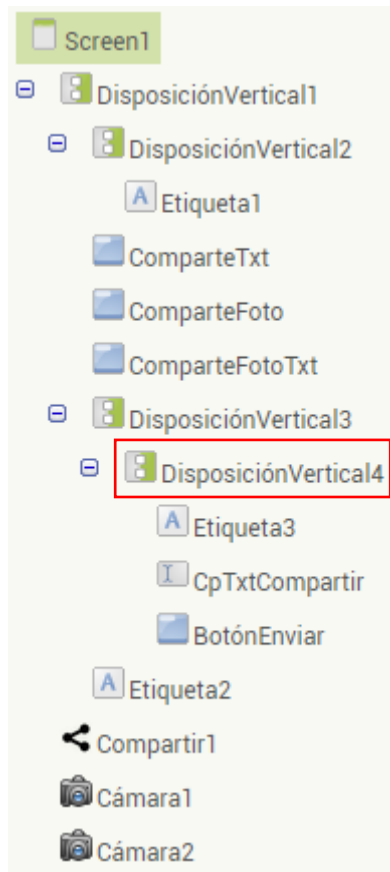 Screen1
DisposiciónVertical1
DisposiciónVertical2
A Etiqueta1
ComparteTxt
ComparteFoto
ComparteFotoTxt
DisposiciónVertical3
DisposiciónVertical4
A Etiqueta3
I CpTxtCompartir
BotónEnviar
A Etiqueta2
Compartir1
Cámara1
Cámara2